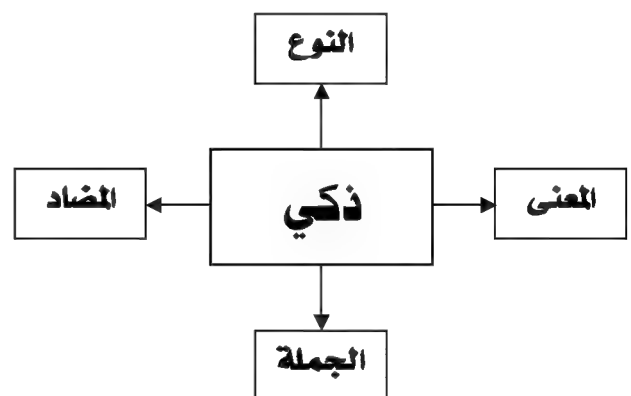 النوع
المعنى
ذكي
المضاد
الجملة